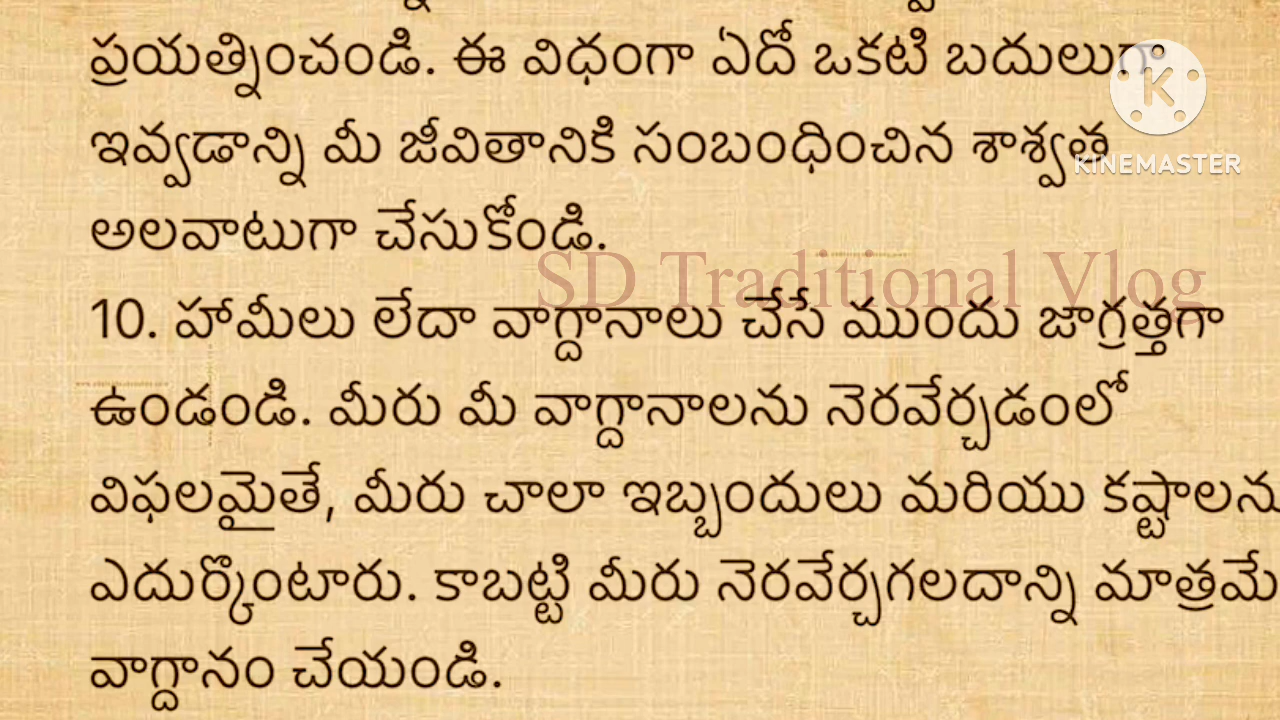 ప్రయత్నించండి. ఈ విధంగా ఏదో ఒకటి బదులుగా
ఇవ్వడాన్ని మీ జీవితానికి సంబంధించిన శాశ్వత
KINEMASTER
అలవాటుగా చేసుకోండి.
SD Traditional Vlog
10. హామీలు లేదా వాగ్దానాలు చేసే ముందు జాగ్రత్తగా
ఉండండి. మీరు మీ వాగ్దానాలను నెరవేర్చడంలో
విఫలమైతే, మీరు చాలా ఇబ్బందులు మరియు కష్టాలను
ఎదుర్కొంటారు. కాబట్టి మీరు నెరవేర్చగలదాన్ని మాత్రమే
వాగ్దానం చేయండి.